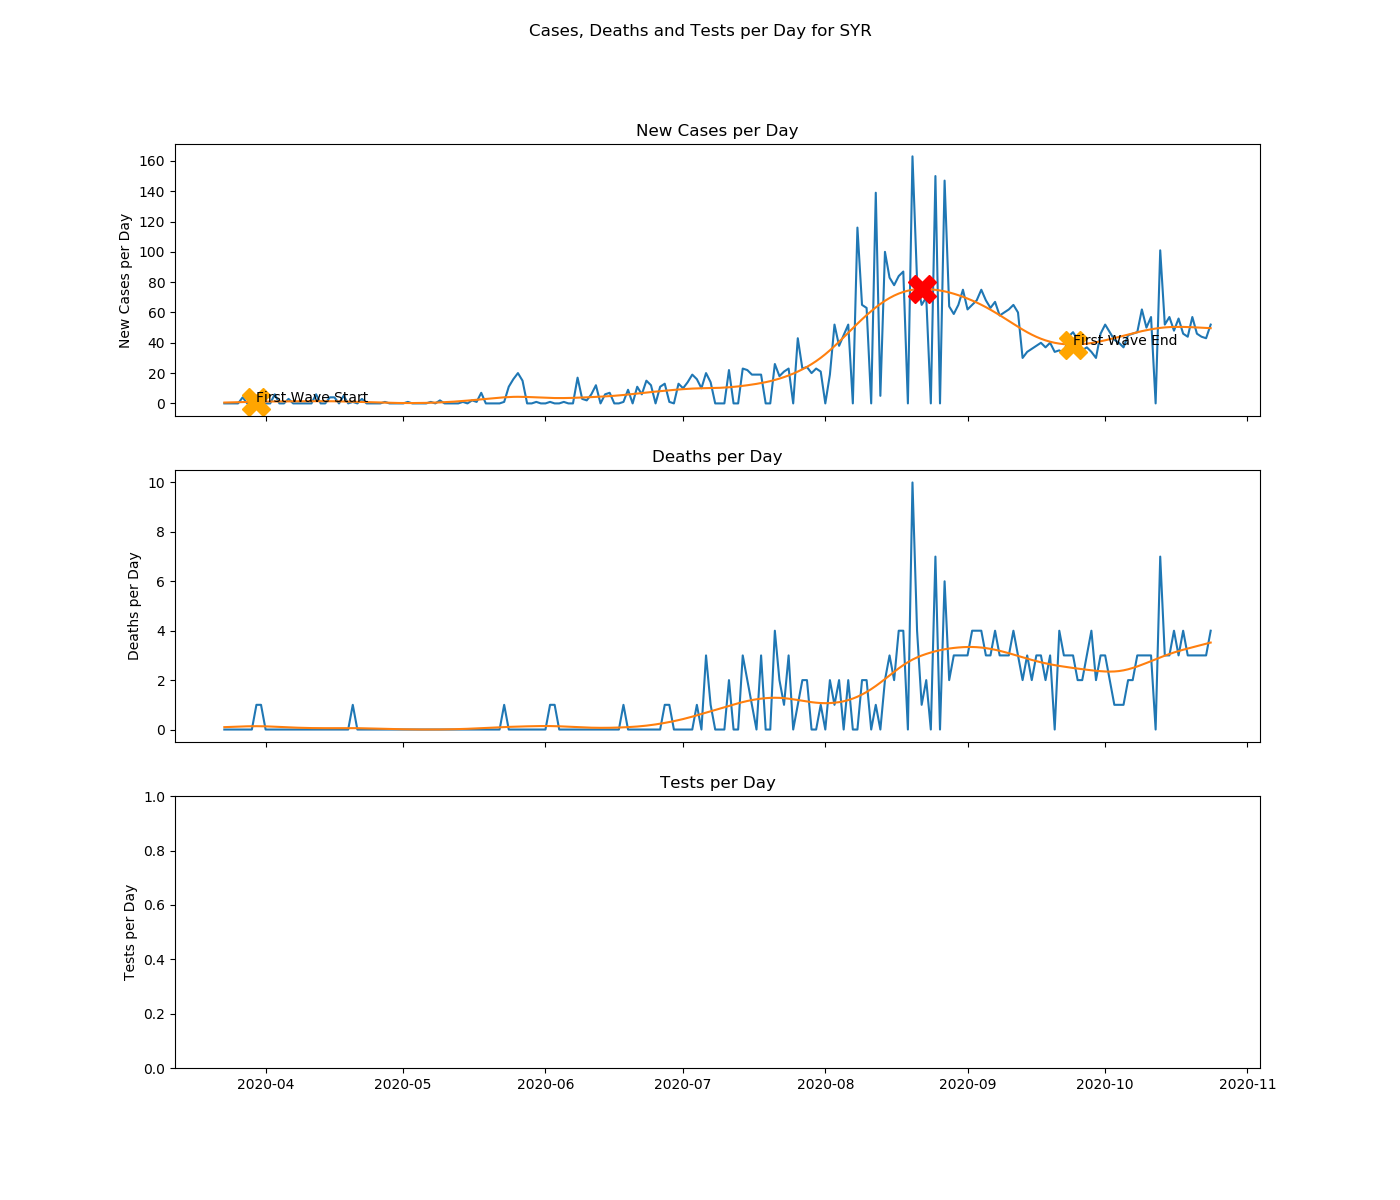 Cases, Deaths and Tests per Day for SYR
New Cases per Day
New Cases per Day
160
140
120
100
80
60
40
20
0
First Wave Start
First Wave End
Deaths per Day
Deaths per Day
10
8
6
4
2
0
Tests per Day
Tests per Day
1.0
0.8
0.6
0.4
0.2
0.0
2020-04 2020-05 2020-06 2020-07 2020-08 2020-09 2020-10 2020-11